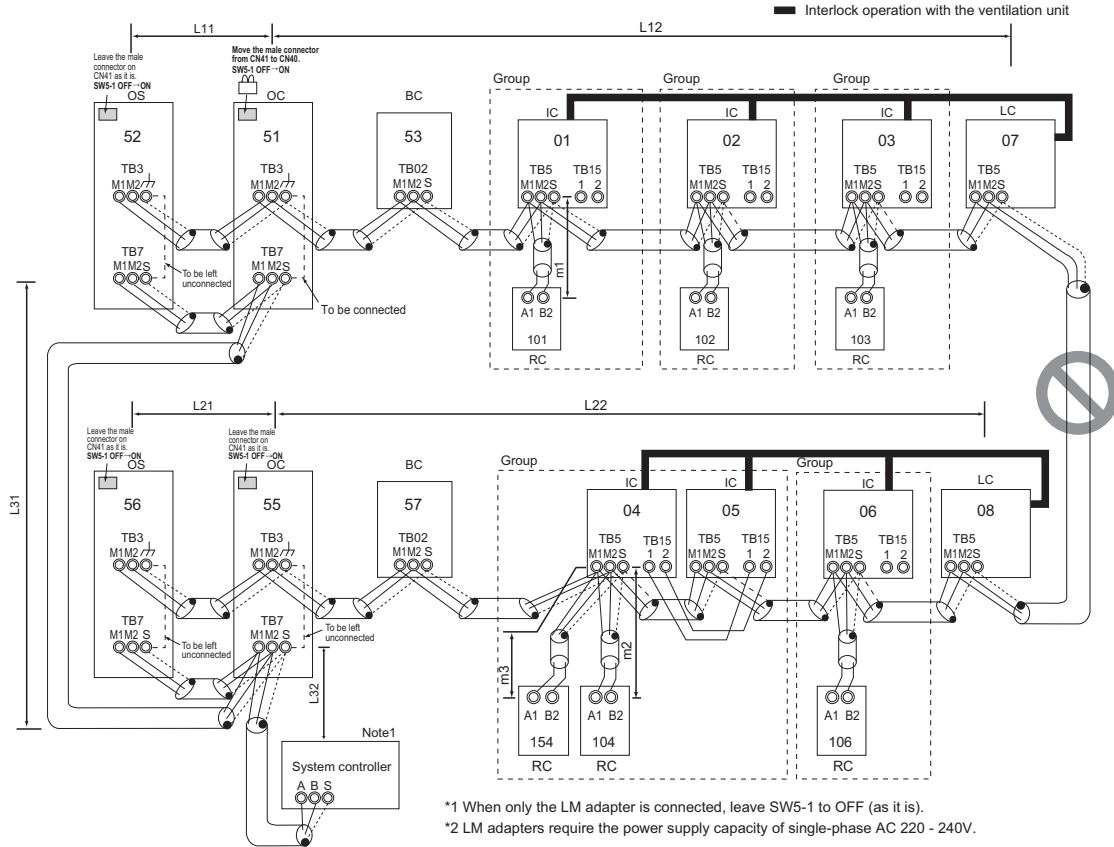 Interlock operation with the ventilation unit
L11
L12
Leave the male
connector on
CN41 as it is.
SW5-1 OFF→ON
Move the male connector
from CN41 to CN40.
SW5-1 OFF→ON
OS
OC
BC
Group
Group
Group
IC
IC
IC
LC
52
51
53
01
02
03
07
TB3
TB3
TB02
TB5
TB15
TB5
TB15
TB5
TB15
TB5
M1M2
M1M2
M1M2 S
M1M2S
1 2
M1M2S
1 2
M1M2S
1 2
M1M2S
TB7
TB7
M1M2S
M1 M2S
To be left
unconnected
To be connected
m1
A1 B2
A1 B2
A1 B2
101
102
103
RC
RC
RC
L31
L21
L22
Leave the male
connector on
CN41 as it is.
SW5-1 OFF→ON
Leave the male
connector on
CN41 as it is.
SW5-1 OFF→ON
OS
OC
BC
Group
Group
IC
IC
IC
LC
56
55
57
04
05
06
08
TB3
TB3
TB02
TB5
TB15
TB5
TB15
TB5
TB15
TB5
M1M2
M1M2
M1M2 S
M1M2S
1 2
M1M2S
1 2
M1M2S
1 2
M1M2S
TB7
TB7
M1M2 S
M1M2 S
To be left
unconnected
To be left
unconnected
L32
m3
m2
A1 B2
A1 B2
A1 B2
154
104
106
RC
RC
RC
Note1
System controller
A B S
*1 When only the LM adapter is connected, leave SW5-1 to OFF (as it is).
*2 LM adapters require the power supply capacity of single-phase AC 220 - 240V.